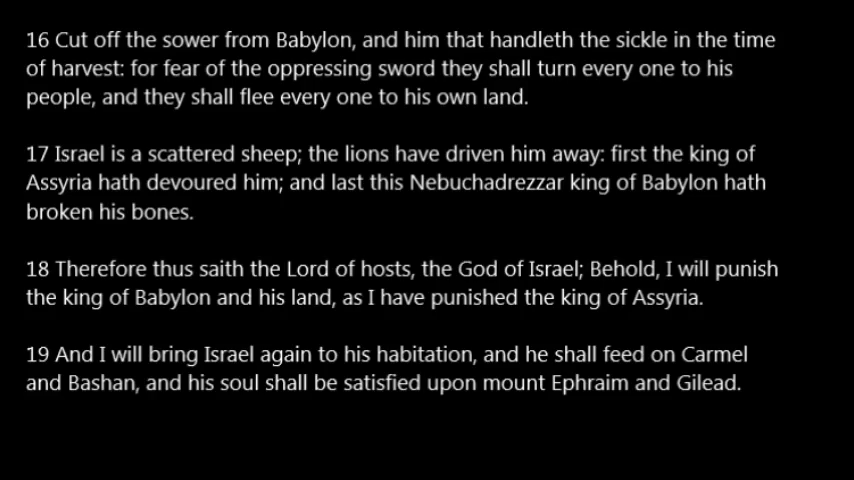 16 Cut off the sower from Babylon, and him that handleth the sickle in the time
of harvest: for fear of the oppressing sword they shall turn every one to his
people, and they shall flee every one to his own land.
17 Israel is a scattered sheep; the lions have driven him away: first the king of
Assyria hath devoured him; and last this Nebuchadrezzar king of Babylon hath
broken his bones.
18 Therefore thus saith the Lord of hosts, the God of Israel; Behold, I will punish
the king of Babylon and his land, as I have punished the king of Assyria.
19 And I will bring Israel again to his habitation, and he shall feed on Carmel
and Bashan, and his soul shall be satisfied upon mount Ephraim and Gilead.